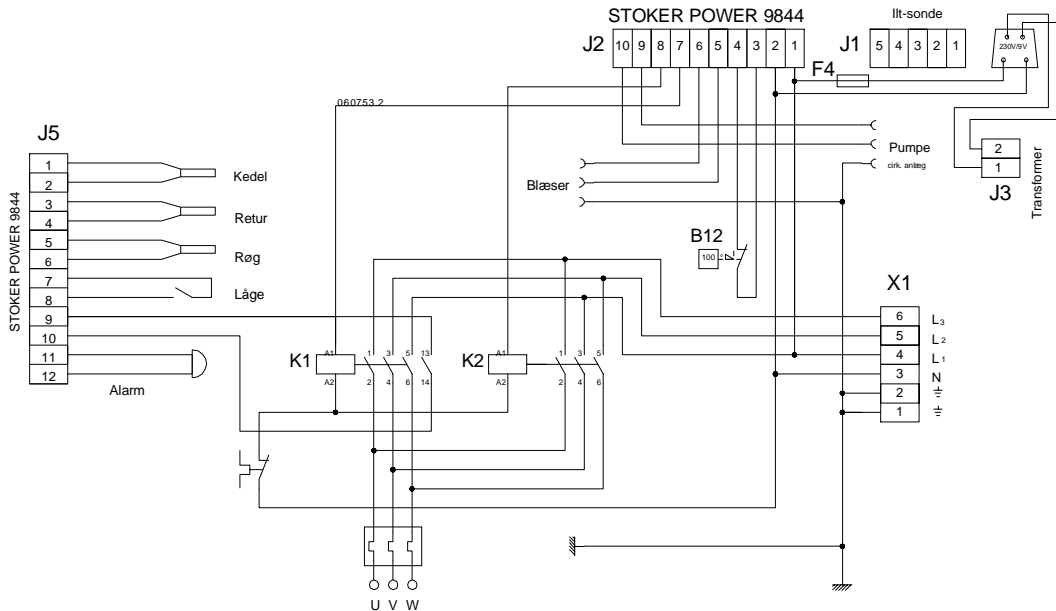 STOKER POWER 9844
Ilt-sonde
J2
10 9 8 7 6 5 4 3 2 1
J1
5 4 3 2 1
230V/9V
F4
060753.2
J5
STOKER POWER 9844
1
2
3
4
5
6
7
8
9
10
11
12
Kedel
Retur
Røg
Låge
Alarm
Pumpe
cirk. anlæg
Blæser
2
1
J3
Transformer
B12
100
X1
6 L3
5 L2
4 L1
3 N
2
1
K1
A1
A2
1 3 5 13
2 4 6 14
K2
A1
A2
1 3 5
2 4 6
U V W